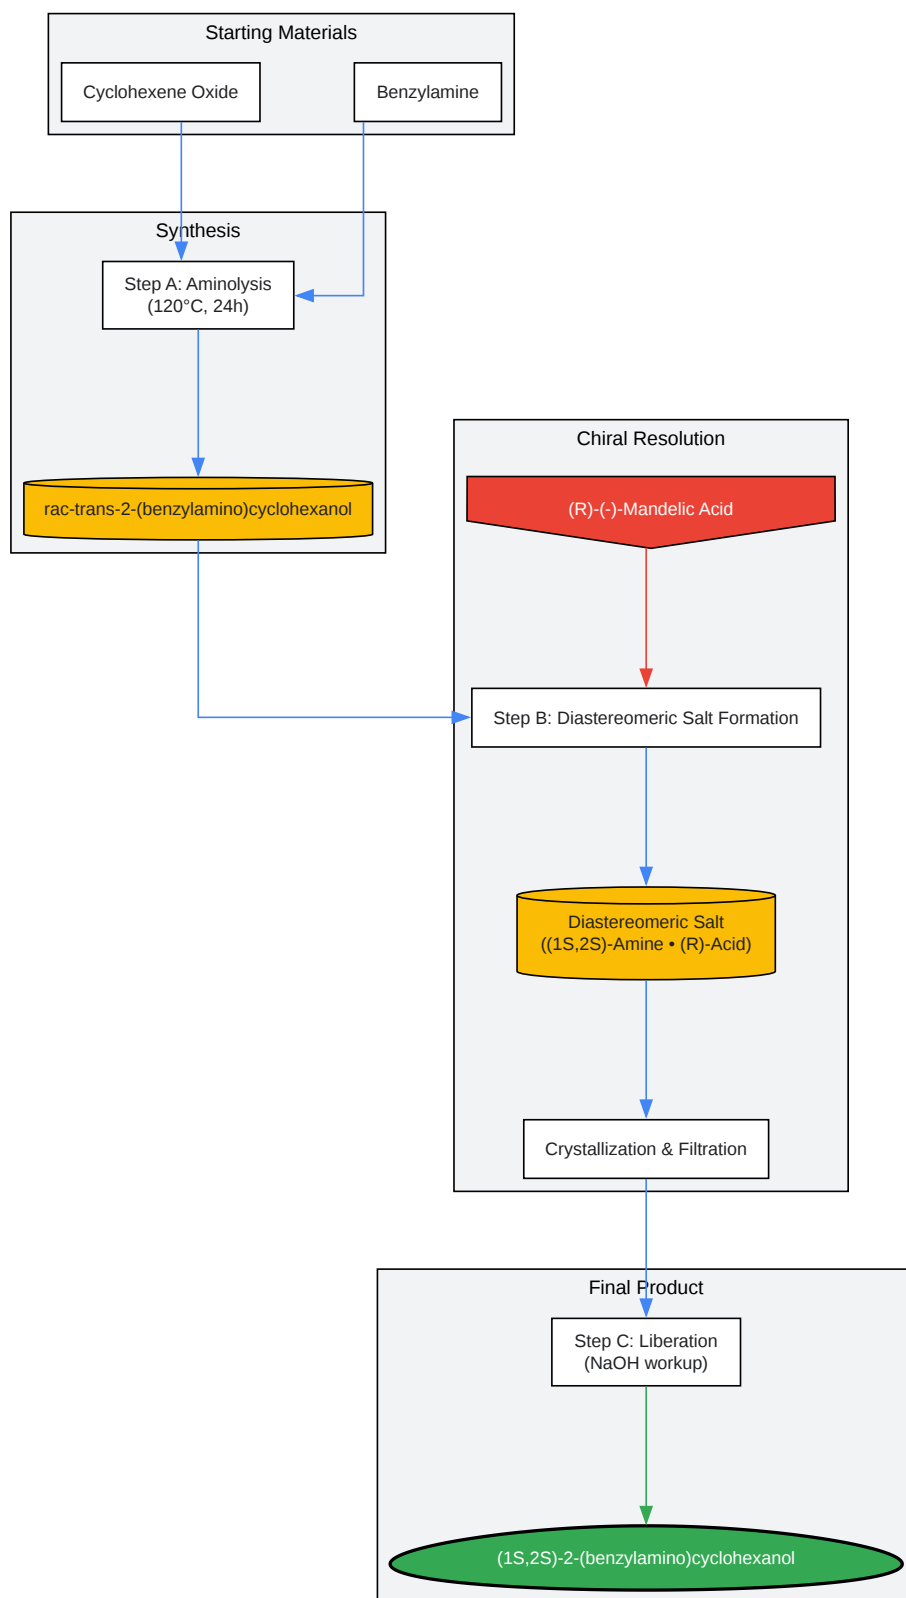 Starting Materials
Cyclohexene Oxide
Benzylamine
Synthesis
Step A: Aminolysis
(120°C, 24h)
rac-trans-2-(benzylamino)cyclohexanol
Chiral Resolution
(R)-(-)-Mandelic Acid
Step B: Diastereomeric Salt Formation
Diastereomeric Salt
((1S,2S)-Amine • (R)-Acid)
Crystallization & Filtration
Final Product
Step C: Liberation
(NaOH workup)
(1S,2S)-2-(benzylamino)cyclohexanol